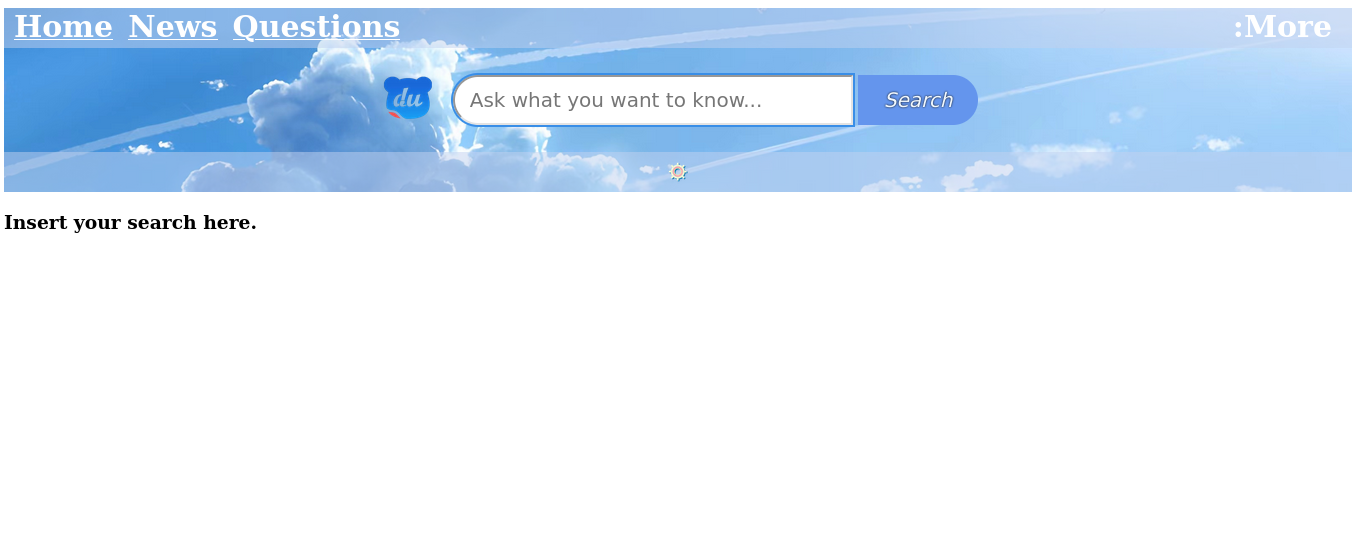 Home News Questions :More
du Ask what you want to know... Search
Insert your search here.